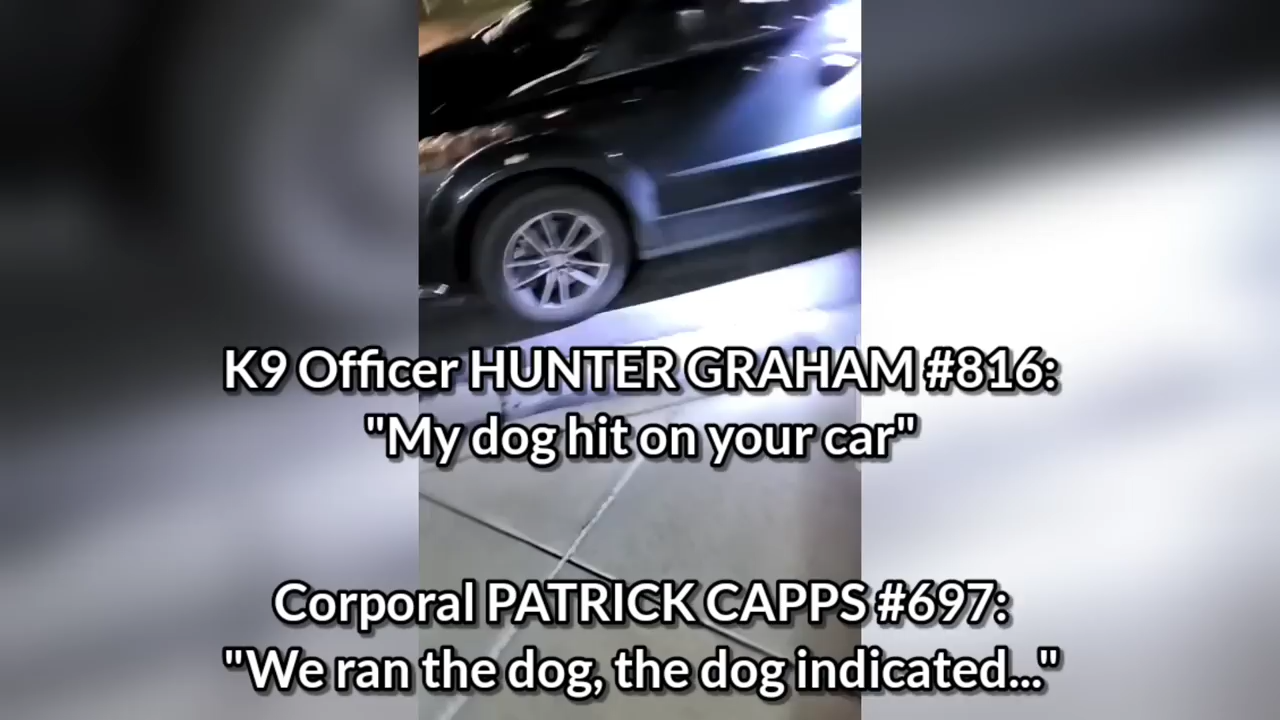 K9 Officer HUNTER GRAHAM #816:
"My dog hit on your car"
Corporal PATRICK CAPPS #697:
"We ran the dog, the dog indicated..."